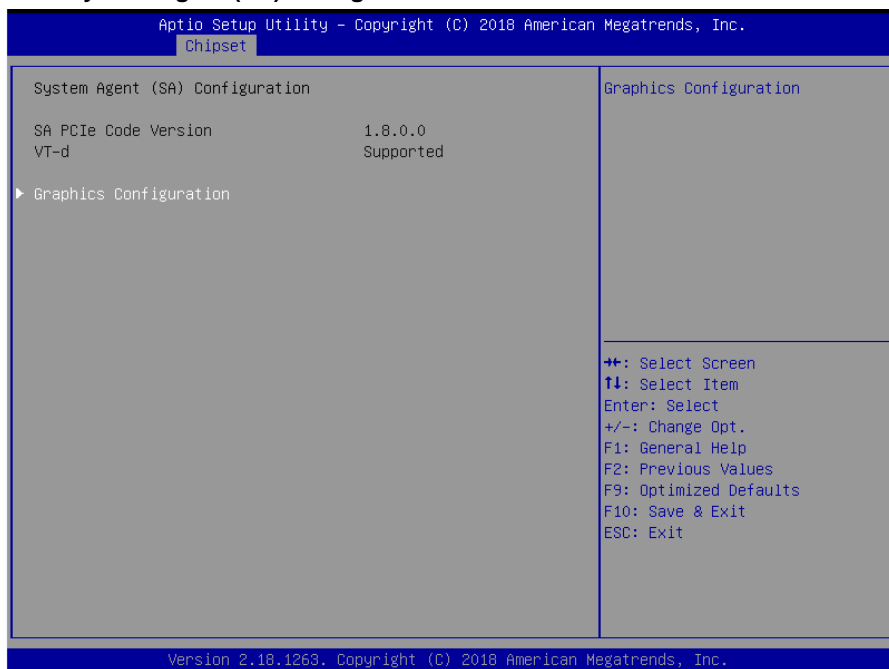 Aptio Setup Utility – Copyright (C) 2018 American Megatrends, Inc.
Chipset
System Agent (SA) Configuration
SA PCIe Code Version 1.8.0.0
VT-d Supported
Graphics Configuration
Graphics Configuration
→←: Select Screen
↑↓: Select Item
Enter: Select
+/-: Change Opt.
F1: General Help
F2: Previous Values
F9: Optimized Defaults
F10: Save & Exit
ESC: Exit
Version 2.18.1263. Copyright (C) 2018 American Megatrends, Inc.